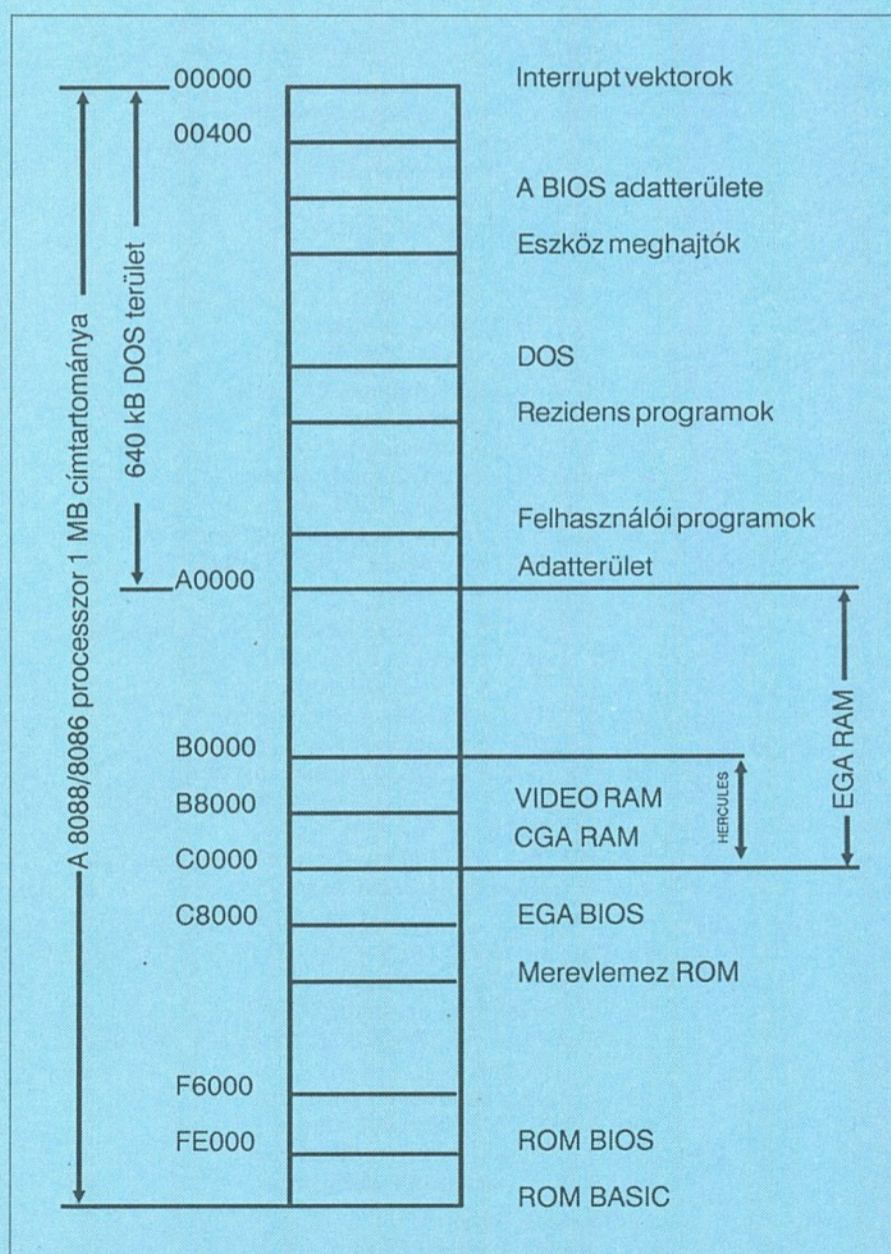 00000
Interrupt vektorok
00400
A BIOS adatterülete
Eszköz meghajtók
DOS
Rezidens programok
Felhasználói programok
Adatterület
A0000
B0000
VIDEO RAM
B8000
CGA RAM
C0000
C8000
EGA BIOS
Merevlemez ROM
F6000
FE000
ROM BIOS
ROM BASIC
A 8088/8086 processzor 1 MB címtartománya
640 kB DOS terület
HERCULES
EGA RAM